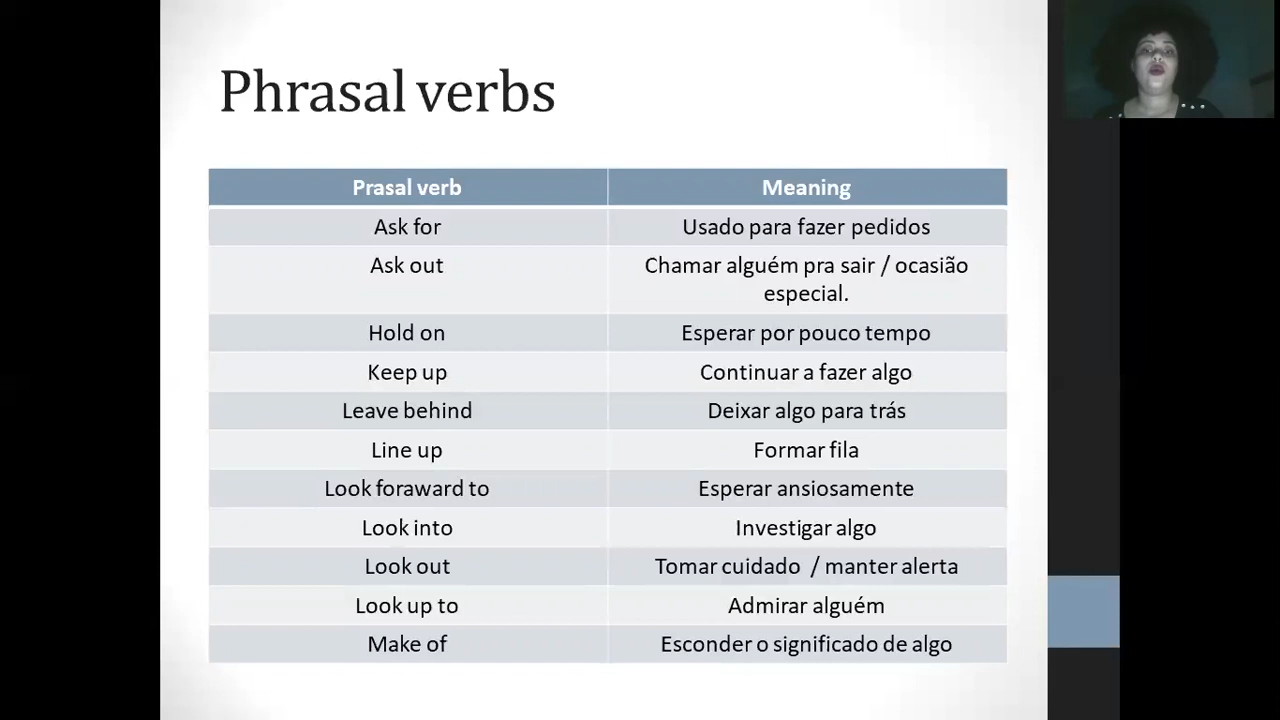 Phrasal verbs
Prasal verb Meaning
Ask for Usado para fazer pedidos
Ask out Chamar alguém pra sair / ocasião
especial.
Hold on Esperar por pouco tempo
Keep up Continuar a fazer algo
Leave behind Deixar algo para trás
Line up Formar fila
Look foraward to Esperar ansiosamente
Look into Investigar algo
Look out Tomar cuidado / manter alerta
Look up to Admirar alguém
Make of Esconder o significado de algo